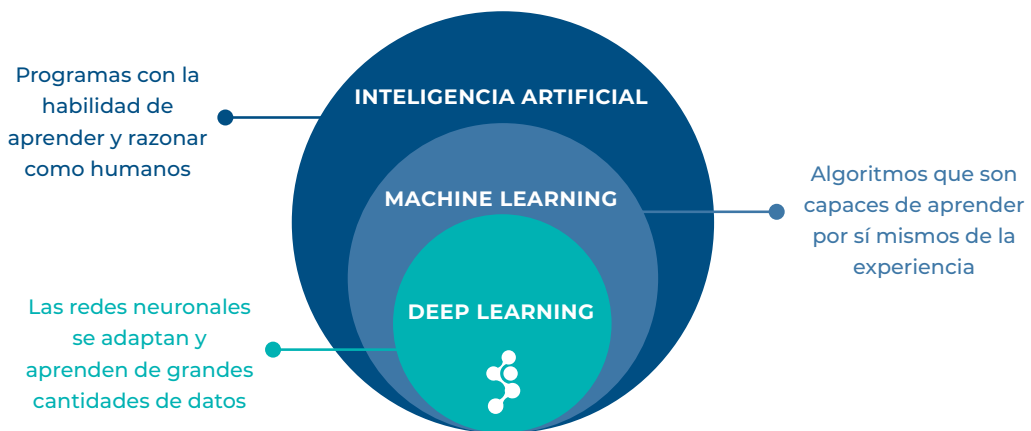 Programas con la
habilidad de
aprender y razonar
como humanos
INTELIGENCIA ARTIFICIAL
MACHINE LEARNING
Algoritmos que son
capaces de aprender
por sí mismos de la
experiencia
DEEP LEARNING
Las redes neuronales
se adaptan y
aprenden de grandes
cantidades de datos